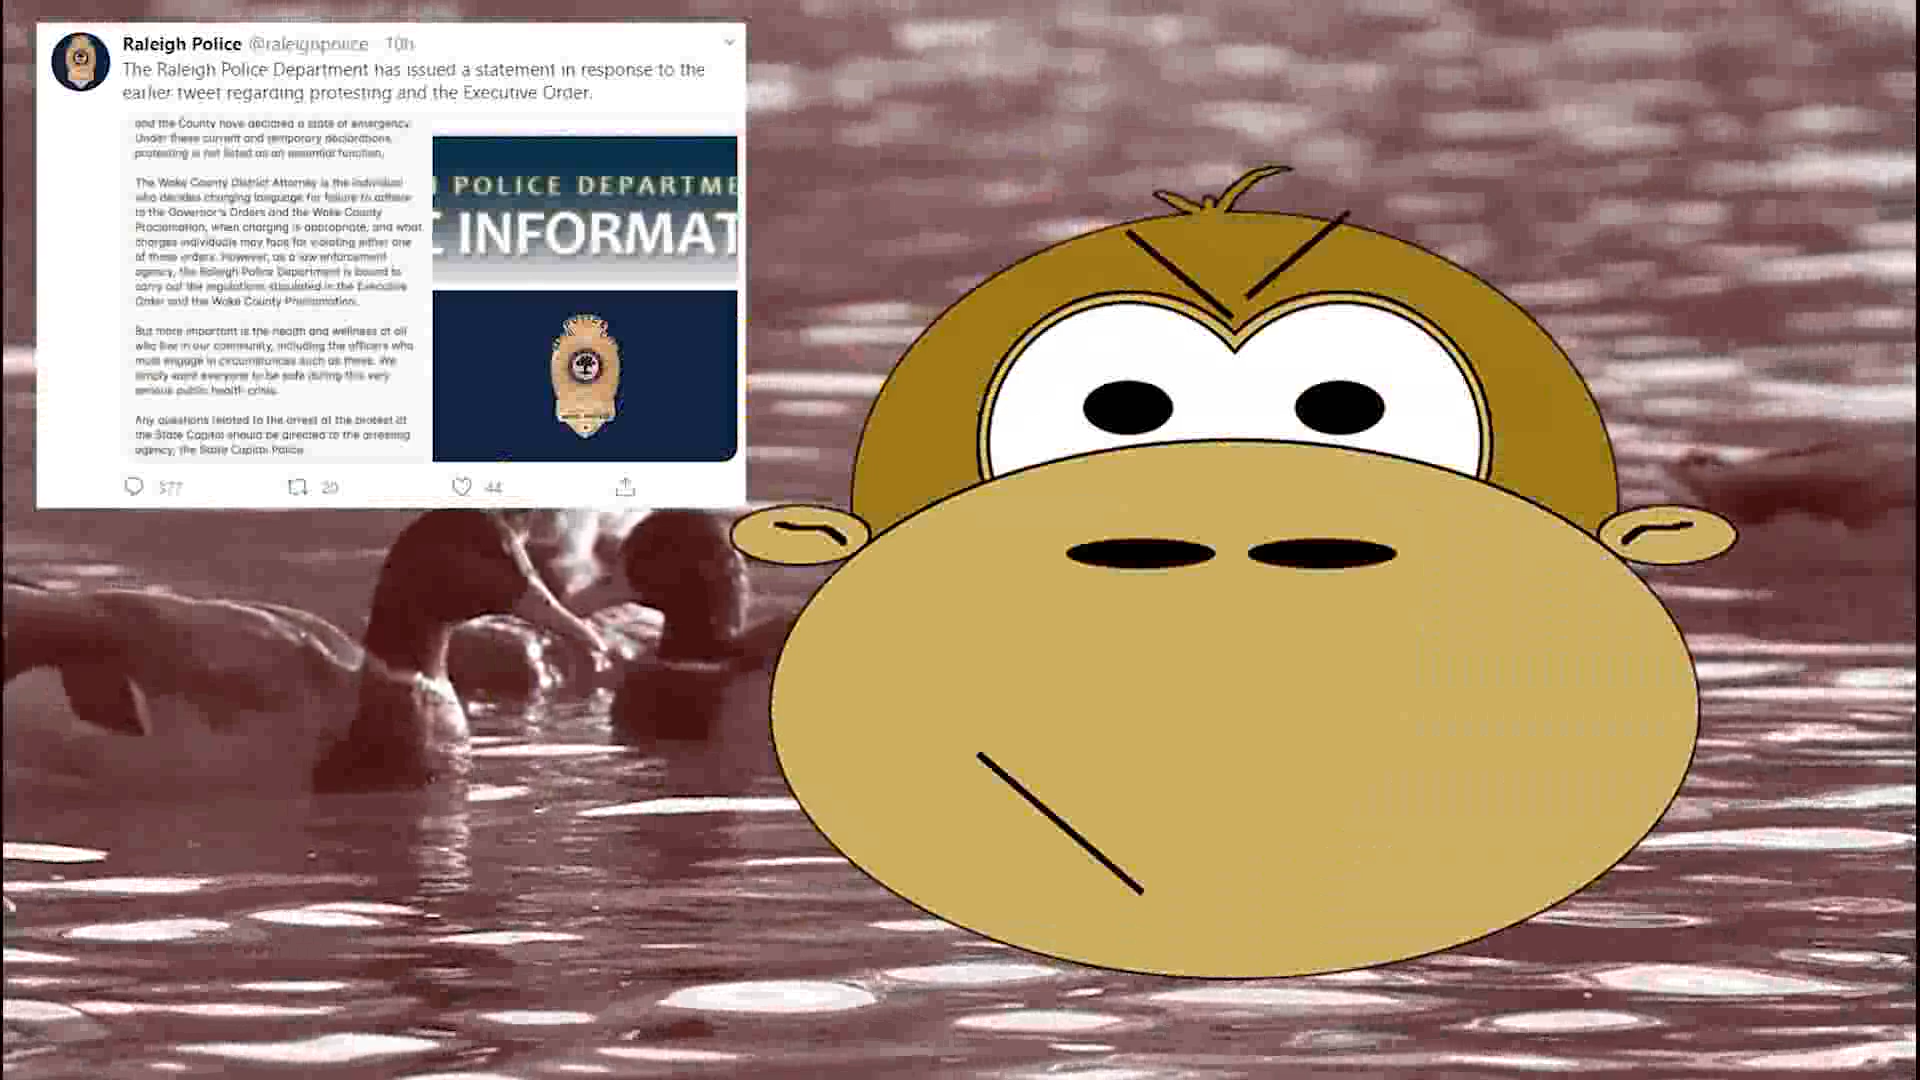 Raleigh Police @raleighpolice · 10h
The Raleigh Police Department has issued a statement in response to the
earlier tweet regarding protesting and the Executive Order.
and the County have declared a state of emergency.
Under these current and temporary declarations,
protesting is not listed as an essential function.
The Wake County District Attorney is the individual
who decides charging language for failure to adhere
to the Governor's Orders and the Wake County
Proclamation, when charging is appropriate, and what
charges individuals may face for violating either one
of these orders. However, as a law enforcement
agency, the Raleigh Police Department is bound to
carry out the regulations stipulated in the Executive
Order and the Wake County Proclamation.
But more important is the health and wellness of all
who live in our community, including the officers who
must engage in circumstances such as these. We
simply want everyone to be safe during this very
serious public health crisis.
Any questions related to the arrest at the protest at
the State Capitol should be directed to the arresting
agency, the State Capitol Police
POLICE DEPARTME
C INFORMAT
577 20 44